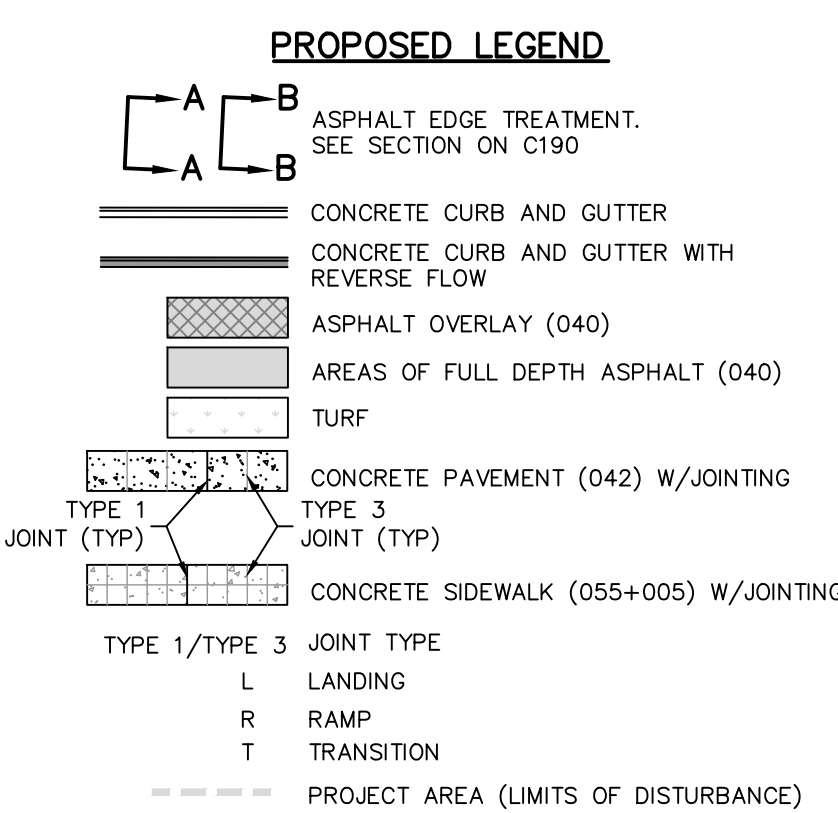 PROPOSED LEGEND
A B
ASPHALT EDGE TREATMENT.
SEE SECTION ON C190
A B
CONCRETE CURB AND GUTTER
CONCRETE CURB AND GUTTER WITH
REVERSE FLOW
ASPHALT OVERLAY (040)
AREAS OF FULL DEPTH ASPHALT (040)
TURF
CONCRETE PAVEMENT (042) W/JOINTING
TYPE 1
JOINT (TYP)
TYPE 3
JOINT (TYP)
CONCRETE SIDEWALK (055+005) W/JOINTING
TYPE 1/TYPE 3 JOINT TYPE
L LANDING
R RAMP
T TRANSITION
PROJECT AREA (LIMITS OF DISTURBANCE)